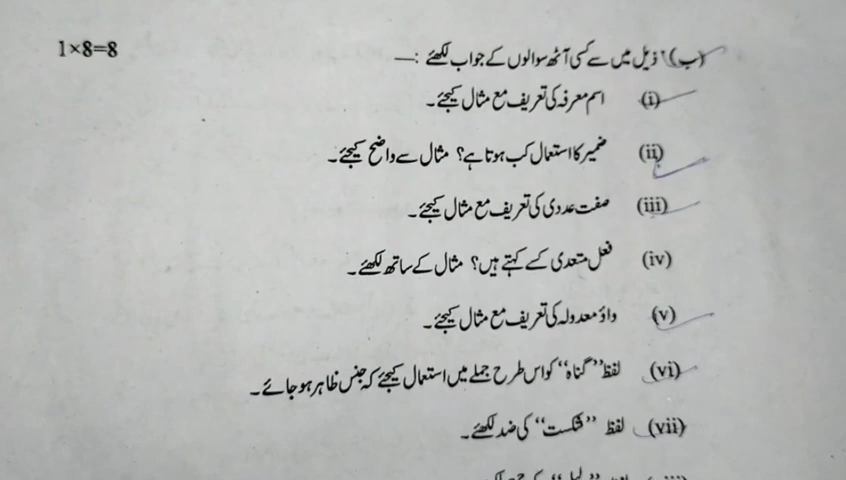 (ب) ذیل میں سے کسی آٹھ سوالوں کے جواب لکھئے :— 1×8=8
(i) اسم معرفہ کی تعریف مع مثال کیجئے۔
(ii) ضمیر کا استعمال کب ہوتا ہے؟ مثال سے واضح کیجئے۔
(iii) صفت عددی کی تعریف مع مثال کیجئے۔
(iv) فعل متعدی کسے کہتے ہیں؟ مثال کے ساتھ لکھئے۔
(v) واؤ معدولہ کی تعریف مع مثال کیجئے۔
(vi) لفظ ”گناہ“ کو اس طرح جملے میں استعمال کیجئے کہ جنس ظاہر ہو جائے۔
(vii) لفظ ”شکست“ کی ضد لکھئے۔